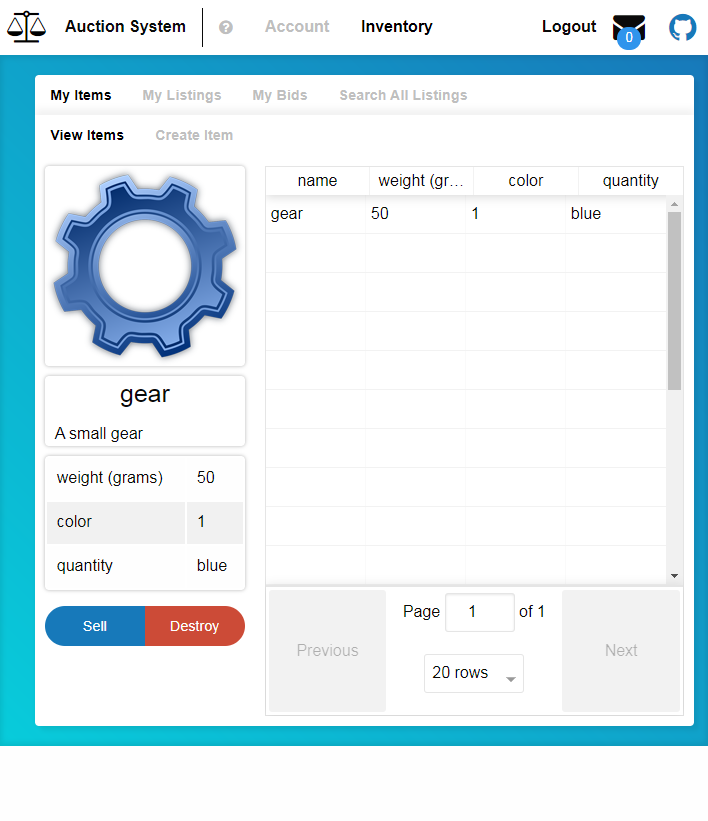 Auction System ? Account Inventory Logout 0
My Items My Listings My Bids Search All Listings
View Items Create Item
gear
A small gear
weight (grams) 50
color 1
quantity blue
Sell Destroy
name weight (gr... color quantity
gear 50 1 blue
Previous
Page 1 of 1
20 rows
Next